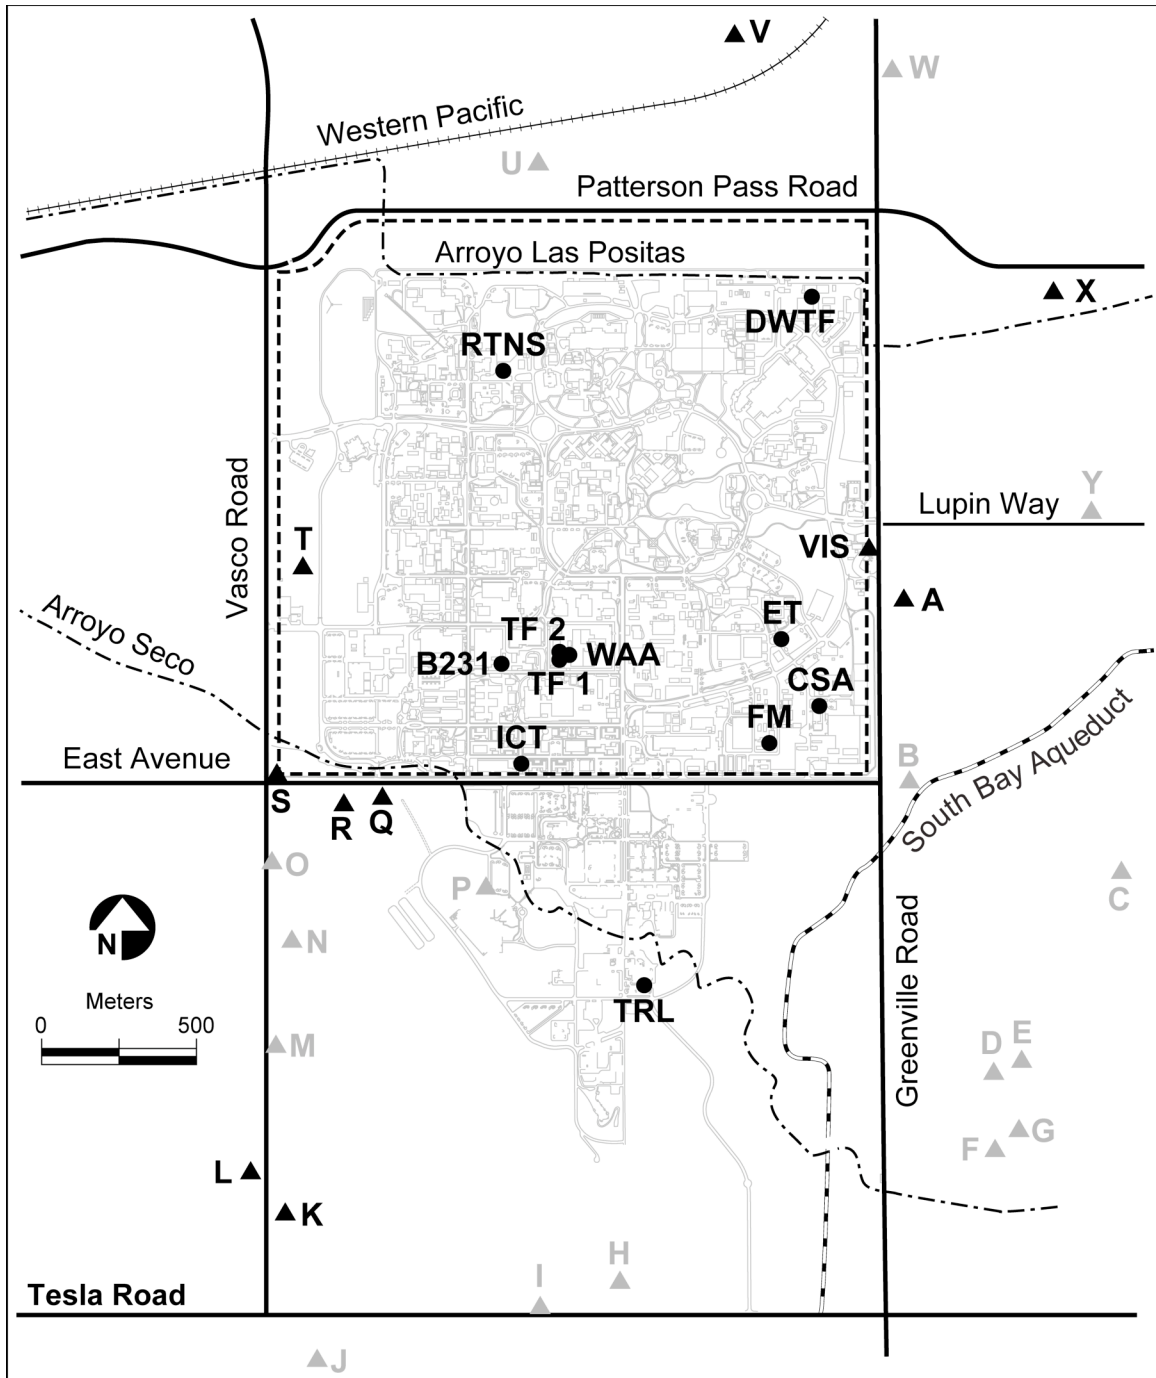 V
W
Western Pacific
U
Patterson Pass Road
Arroyo Las Positas
X
DWTF
RTNS
Vasco Road
Y
Lupin Way
T
VIS
A
Arroyo Seco
ET
TF 2
B231
WAA
TF 1
CSA
FM
ICT
South Bay Aqueduct
East Avenue
B
S
R
Q
O
P
C
N
N
Greenville Road
Meters
0 500
TRL
M
D
E
G
F
L
K
H
I
Tesla Road
J